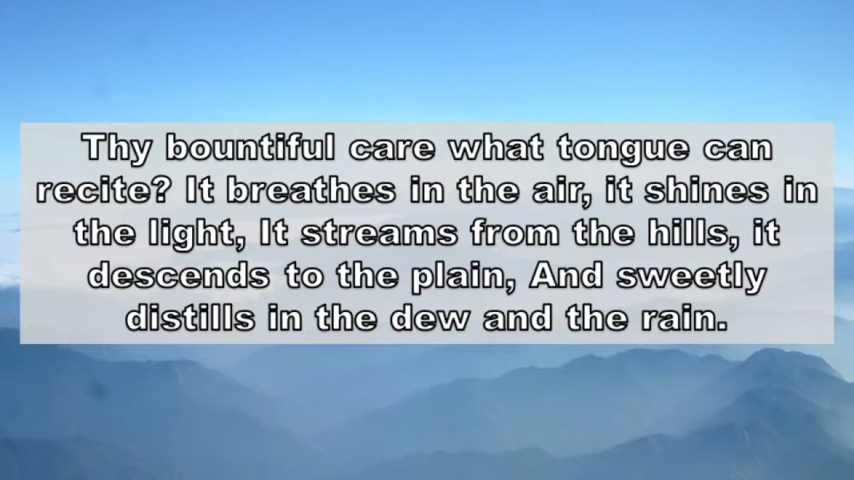 Thy bountiful care what tongue can
recite? It breathes in the air, it shines in
the light, It streams from the hills, it
descends to the plain, And sweetly
distills in the dew and the rain.